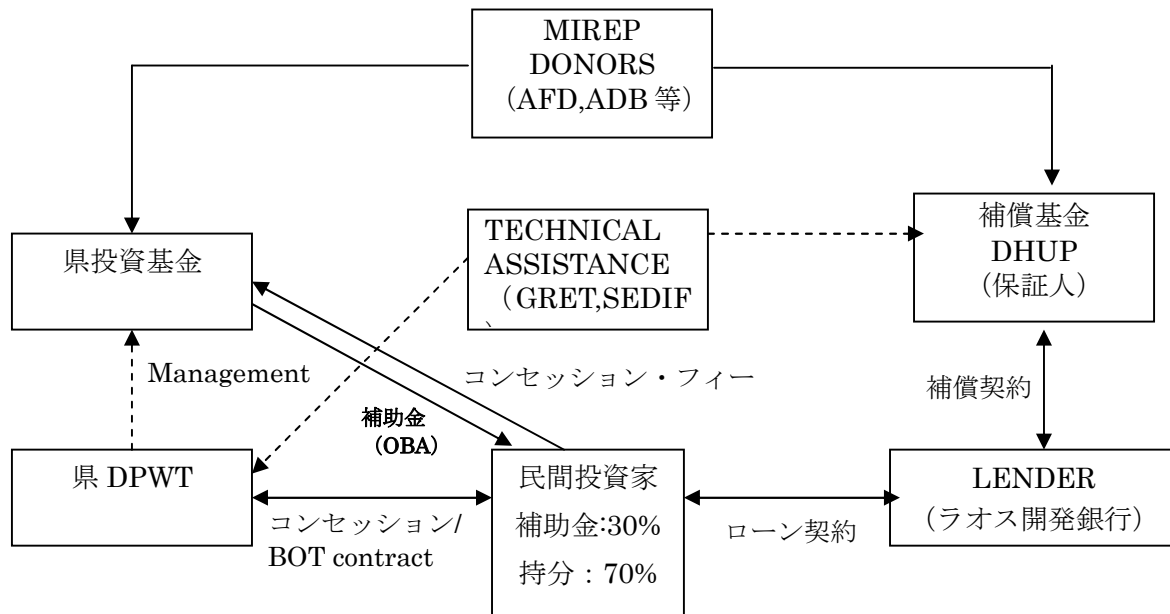 MIREP
DONORS
（AFD,ADB 等）
県投資基金
TECHNICAL
ASSISTANCE
（GRET,SEDIF
、
補償基金
DHUP
（保証人）
Management
コンセッション・フィー
補償契約
補助金
（OBA）
県 DPWT
コンセッション/
BOT contract
民間投資家
補助金:30%
持分：70%
ローン契約
LENDER
（ラオス開発銀行）